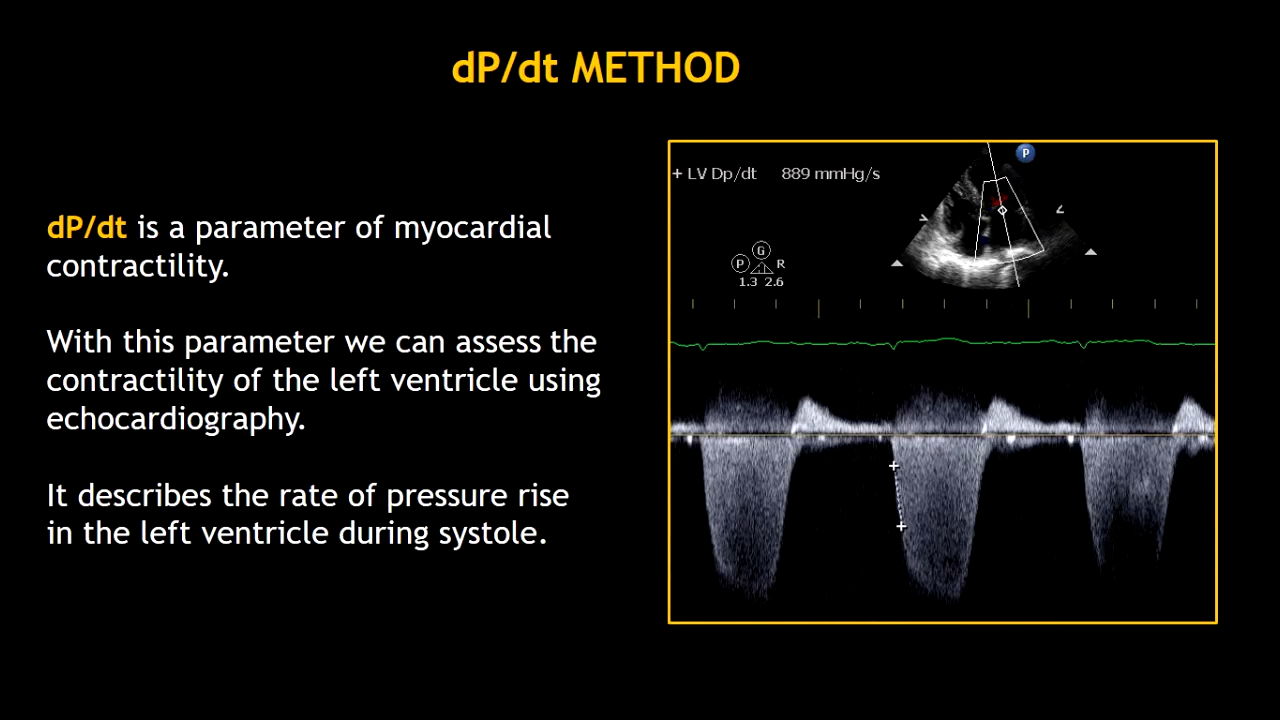 dP/dt METHOD
dP/dt is a parameter of myocardial
contractility.
With this parameter we can assess the
contractility of the left ventricle using
echocardiography.
It describes the rate of pressure rise
in the left ventricle during systole.
P
+ LV Dp/dt 889 mmHg/s
G
P R
1.3 2.6